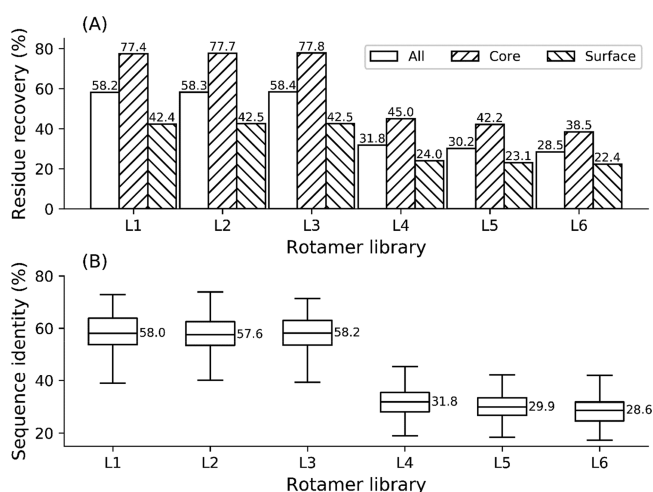 (A)
Residue recovery (%)
80
60
40
20
0
All Core Surface
58.2 77.4 42.4 58.3 77.7 42.5 58.4 77.8 42.5 31.8 45.0 24.0 30.2 42.2 23.1 28.5 38.5 22.4
L1 L2 L3 L4 L5 L6
Rotamer library
(B)
Sequence identity (%)
80
60
40
20
58.0 57.6 58.2 31.8 29.9 28.6
L1 L2 L3 L4 L5 L6
Rotamer library